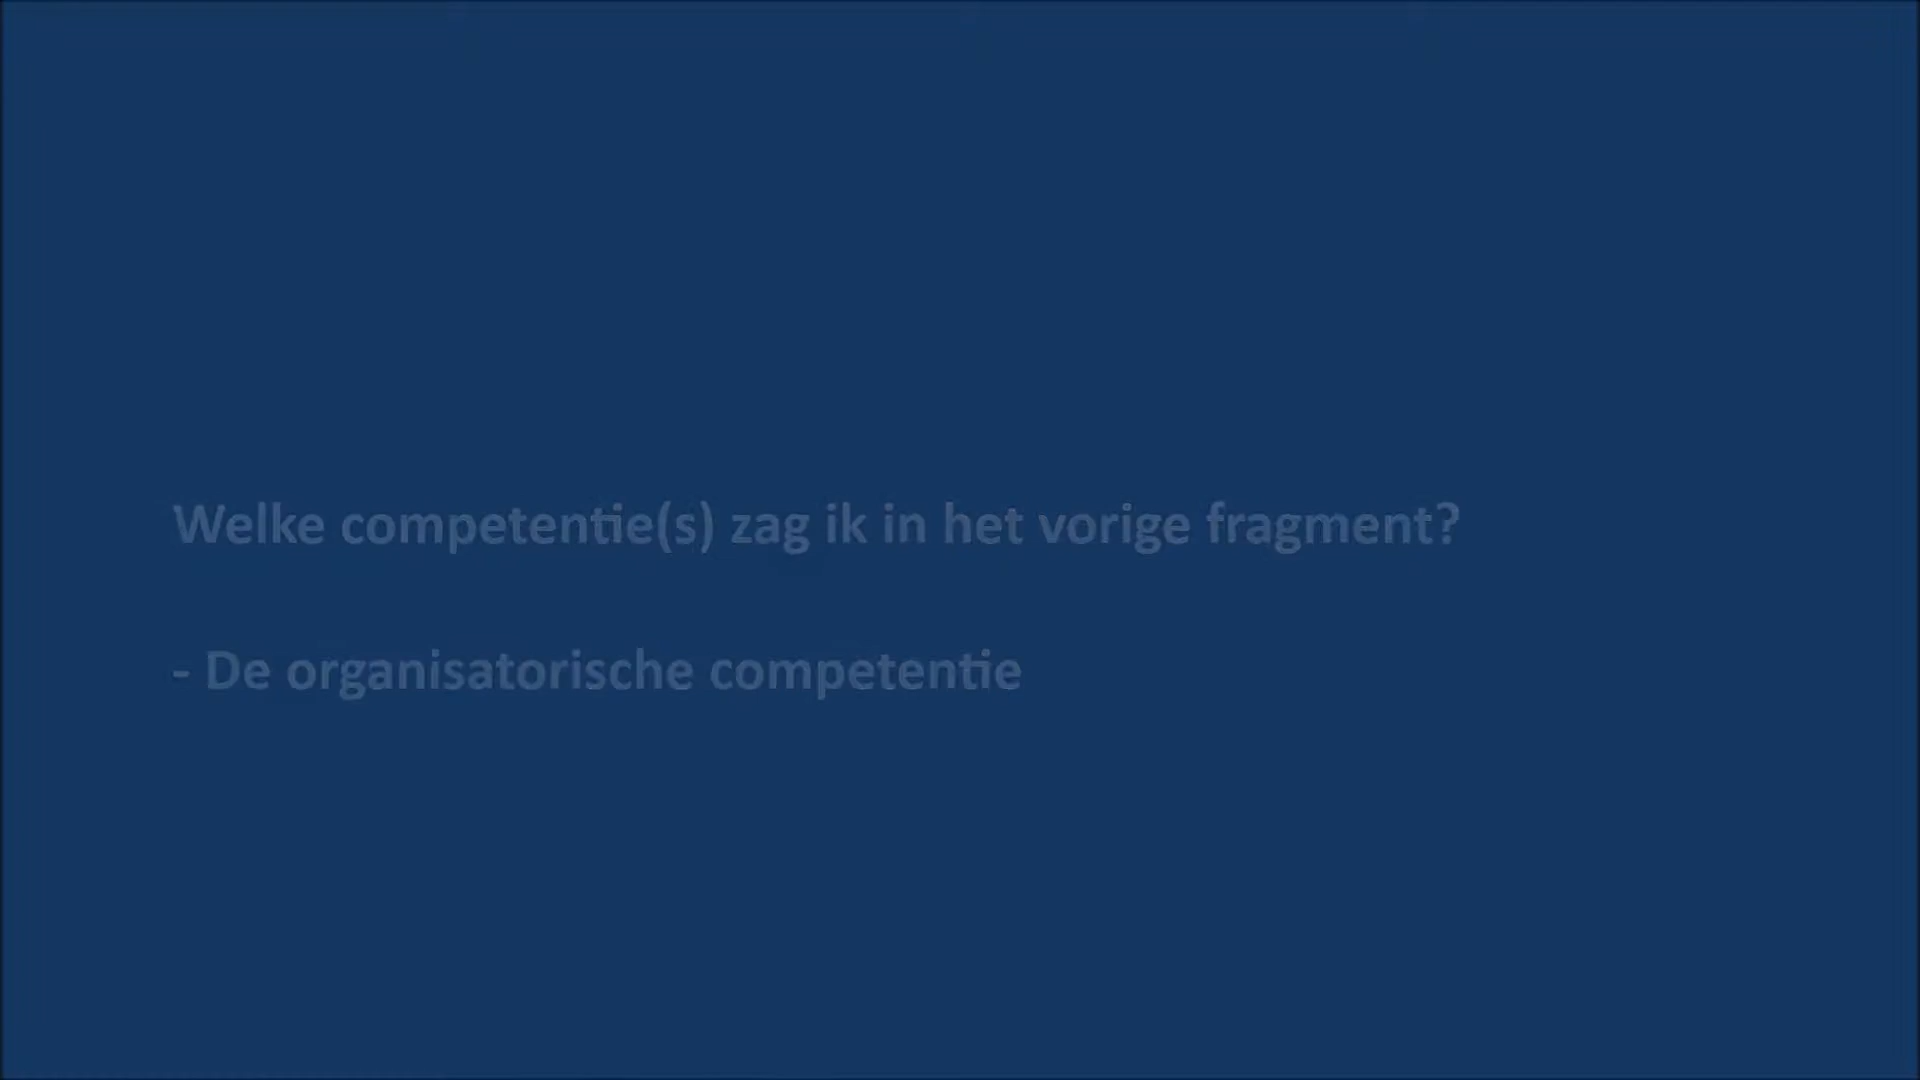 Welke competentie(s) zag ik in het vorige fragment?
- De organisatorische competentie